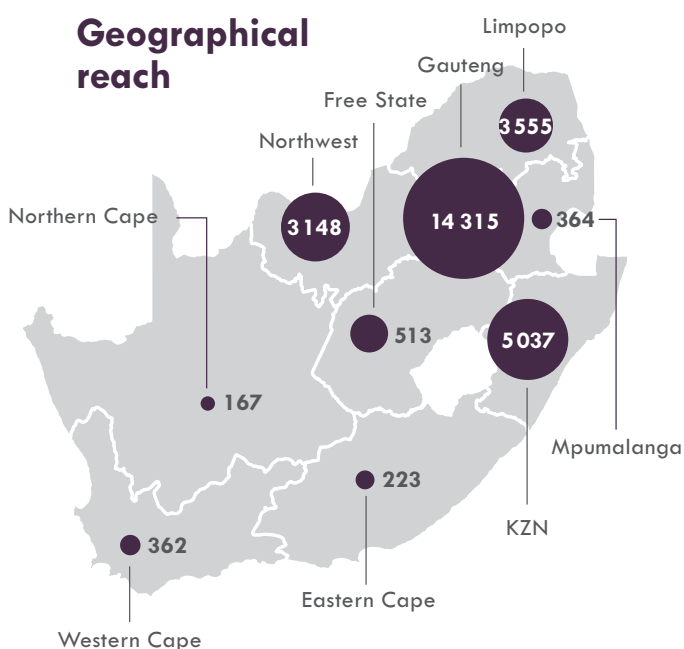 Geographical
reach
Limpopo
Gauteng
Free State
Northwest
3 555
Northern Cape
3 148
14 315
364
513
5 037
167
Mpumalanga
223
KZN
362
Eastern Cape
Western Cape